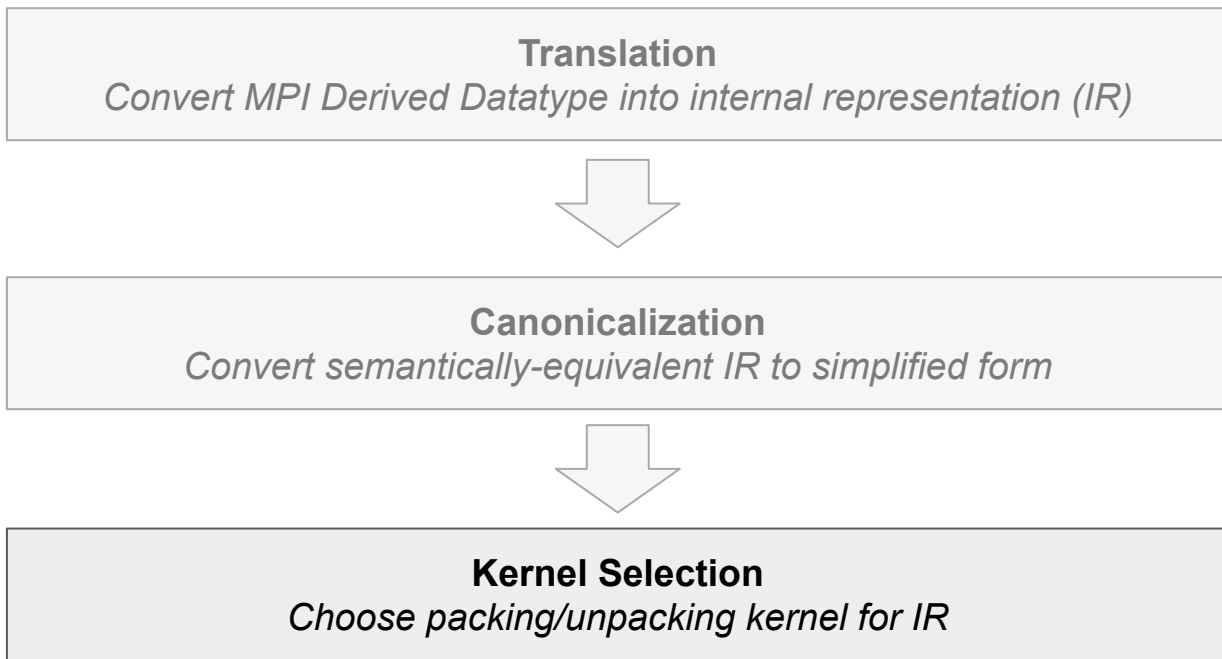 Translation
Convert MPI Derived Datatype into internal representation (IR)
Canonicalization
Convert semantically-equivalent IR to simplified form
Kernel Selection
Choose packing/unpacking kernel for IR